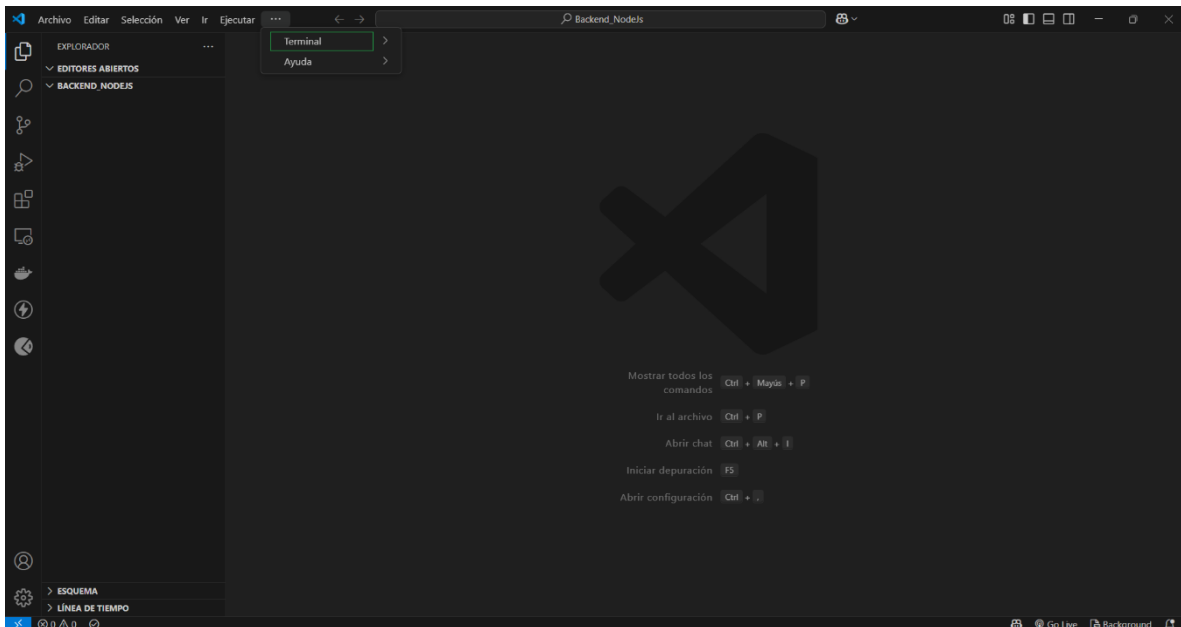 Archivo Editar Selección Ver Ir Ejecutar ··· Backend_NodeJs
Terminal
Ayuda
EXPLORADOR ···
EDITORES ABIERTOS
BACKEND_NODEJS
Mostrar todos los
comandos Ctrl + Mayús + P
Ir al archivo Ctrl + P
Abrir chat Ctrl + Alt + I
Iniciar depuración F5
Abrir configuración Ctrl + ,
ESQUEMA
LÍNEA DE TIEMPO
0 0 Go Live Background